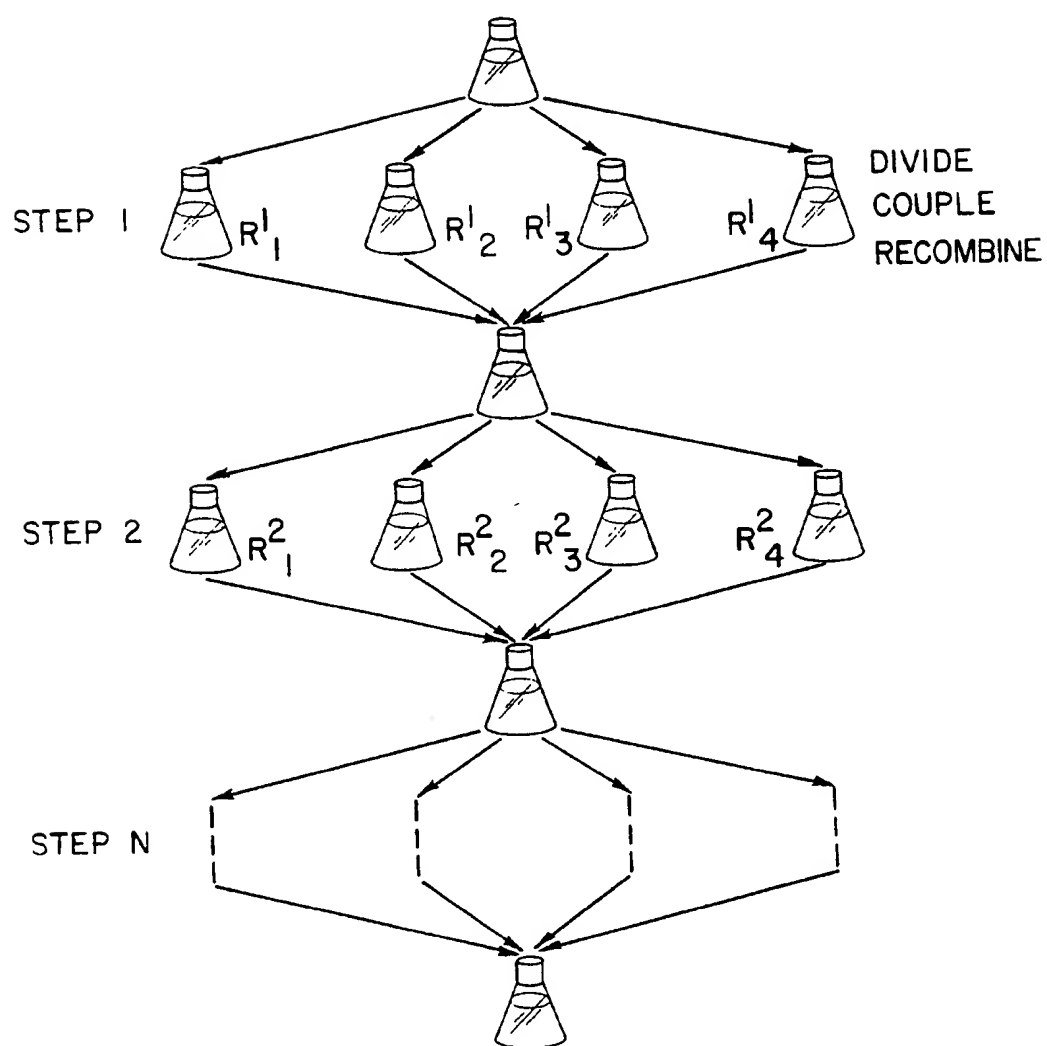 DIVIDE
COUPLE
RECOMBINE
STEP 1 R¹₁ R¹₂ R¹₃ R¹₄
STEP 2 R²₁ R²₂ R²₃ R²₄
STEP N